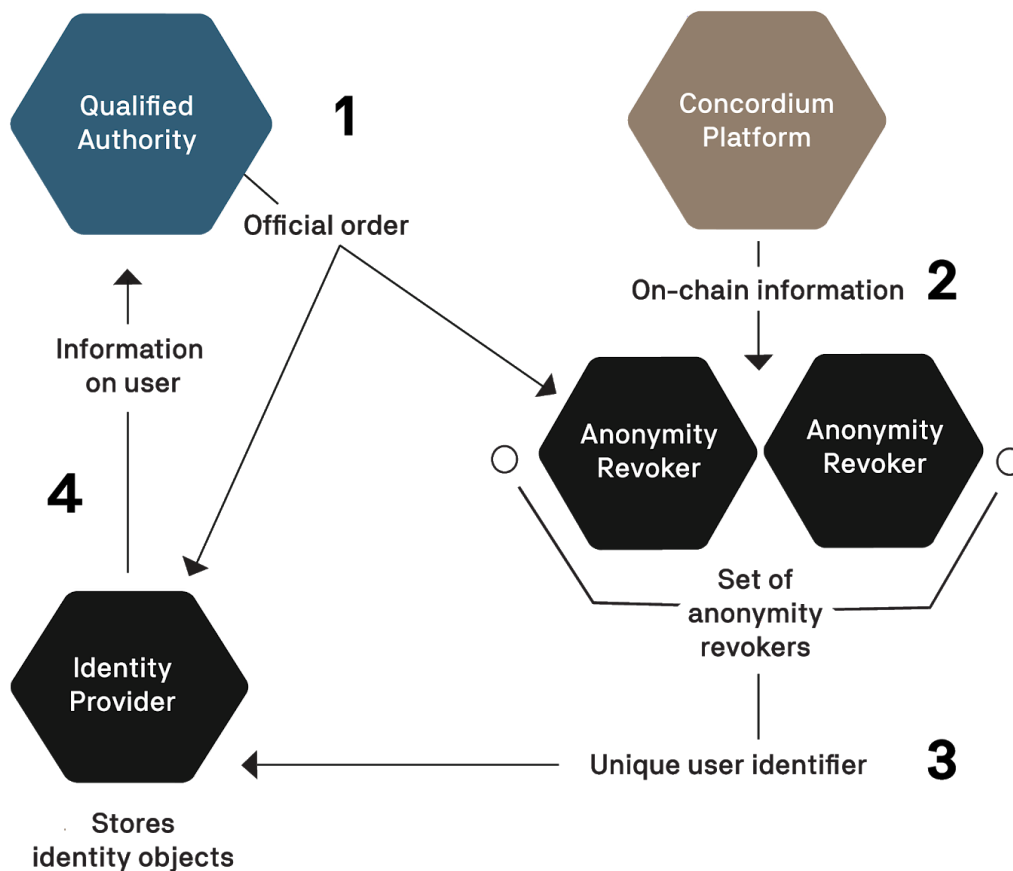 Qualified
Authority
1
Concordium
Platform
Official order
On-chain information
2
Information
on user
Anonymity
Revoker
Anonymity
Revoker
4
Set of
anonymity
revokers
Identity
Provider
Unique user identifier
3
Stores
identity objects